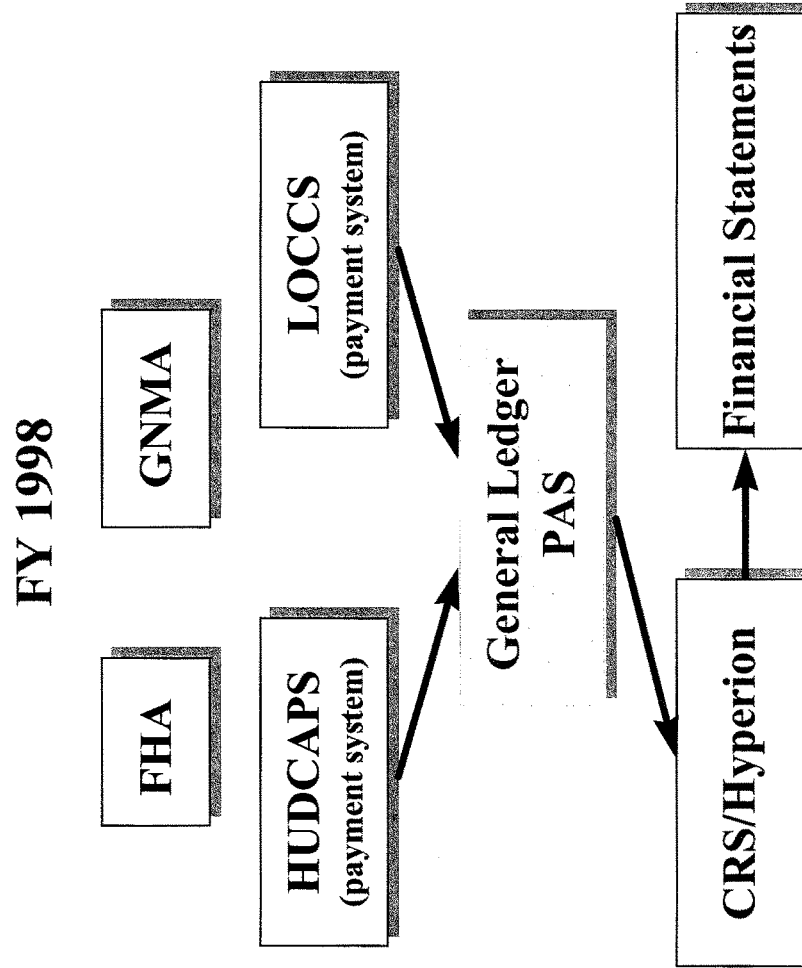 FY 1998
FHA
GNMA
HUDCAPS
(payment system)
LOCCS
(payment system)
General Ledger
PAS
CRS/Hyperion
Financial Statements